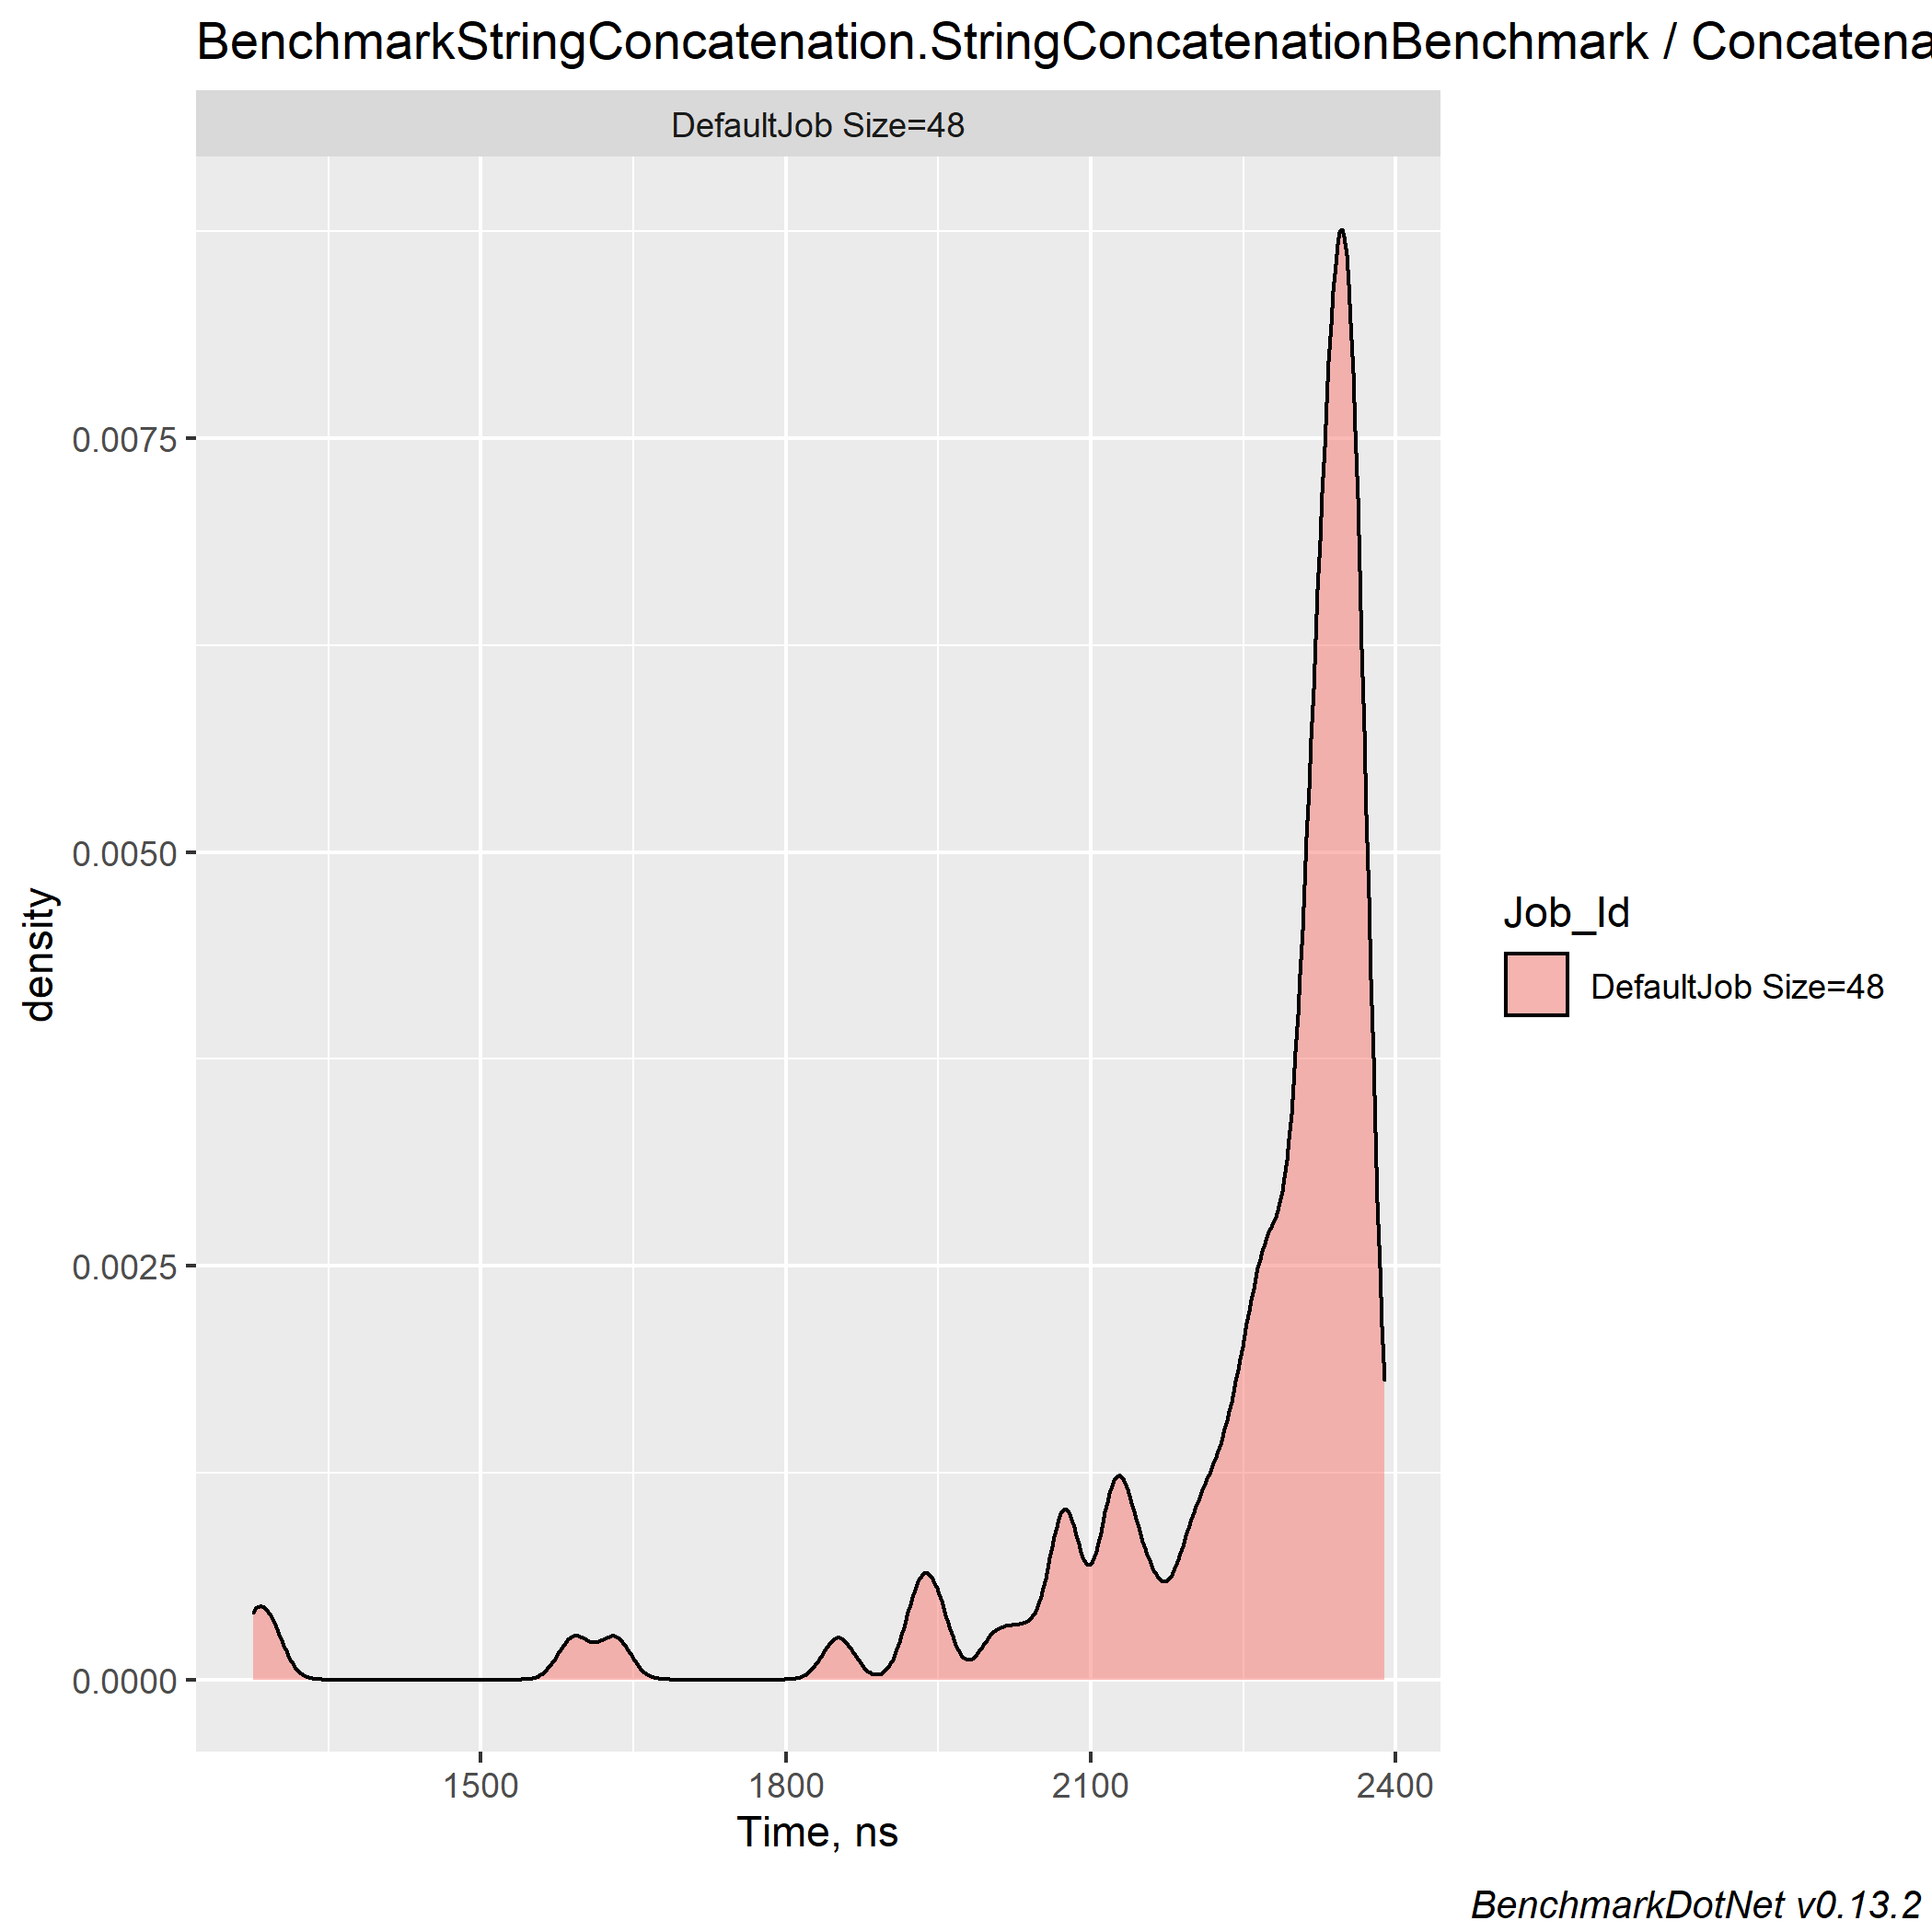 BenchmarkStringConcatenation.StringConcatenationBenchmark / Concatena
DefaultJob Size=48
0.0075
0.0050
0.0025
0.0000
density
1500 1800 2100 2400
Time, ns
Job_Id
DefaultJob Size=48
BenchmarkDotNet v0.13.2